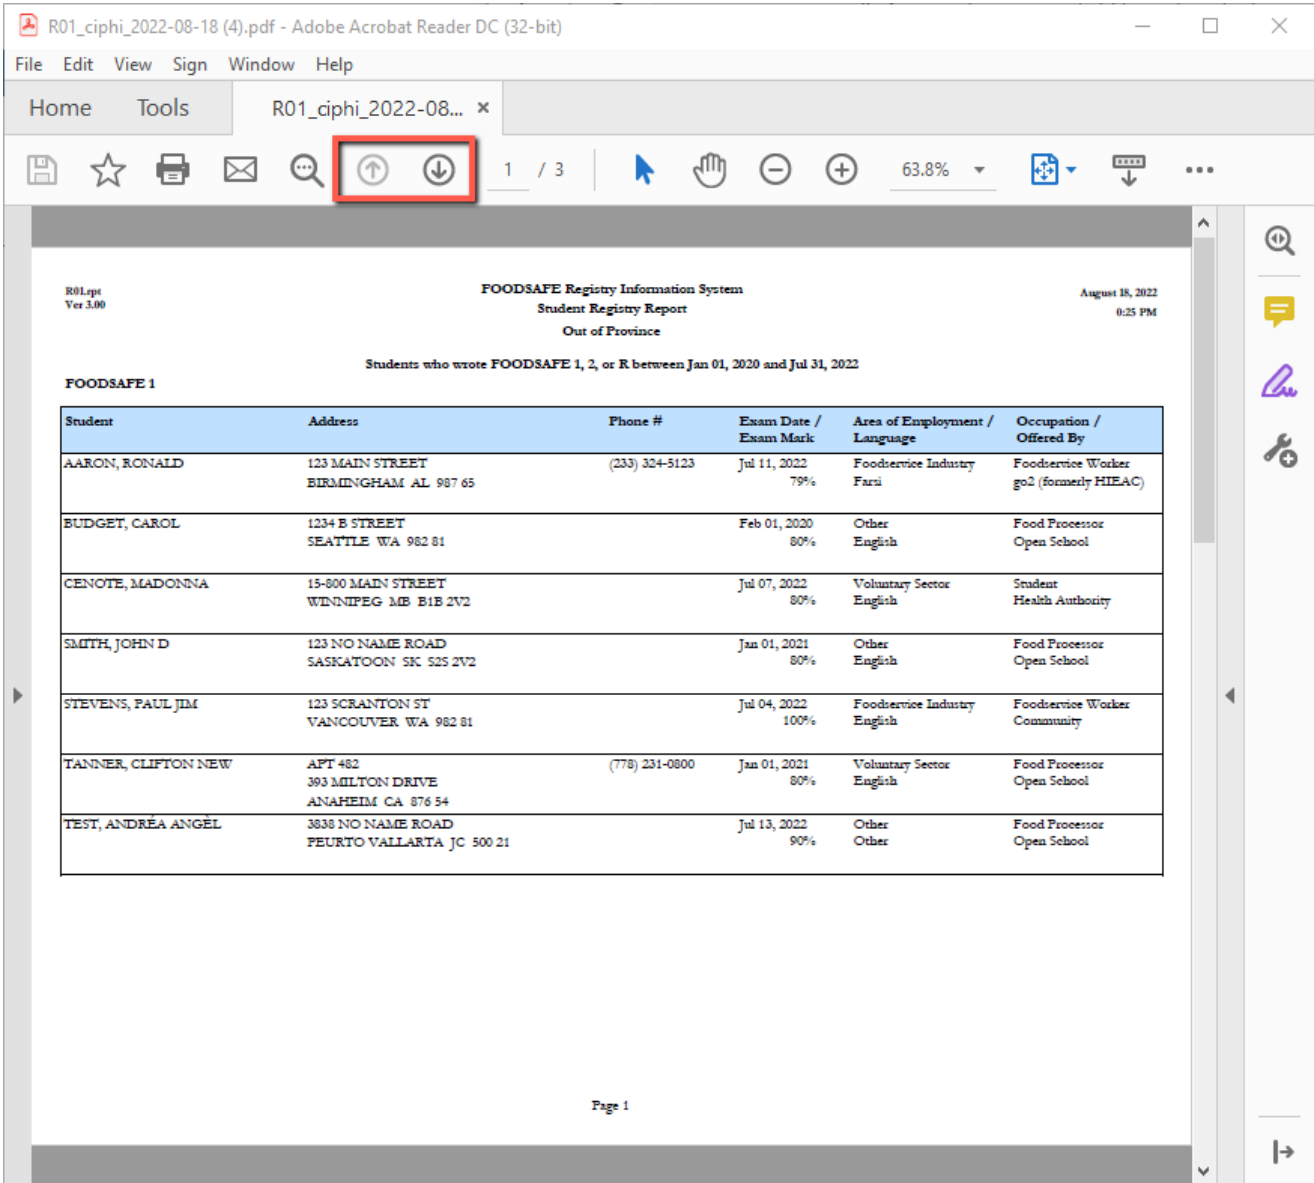 R01_ciphi_2022-08-18 (4).pdf - Adobe Acrobat Reader DC (32-bit)
File Edit View Sign Window Help
Home Tools R01_ciphi_2022-08... ×
1 / 3 63.8%
R01.rpt
Ver 3.00
FOODSAFE Registry Information System
Student Registry Report
Out of Province
August 18, 2022
0:25 PM
Students who wrote FOODSAFE 1, 2, or R between Jan 01, 2020 and Jul 31, 2022
FOODSAFE 1
Student Address Phone # Exam Date / Area of Employment / Occupation /
Exam Mark Language Offered By
AARON, RONALD 123 MAIN STREET (233) 324-5123 Jul 11, 2022 Foodservice Industry Foodservice Worker
BIRMINGHAM AL 987 65 79% Farsi go2 (formerly HIEAC)
BUDGET, CAROL 1234 B STREET Feb 01, 2020 Other Food Processor
SEATTLE WA 982 81 80% English Open School
CENOTE, MADONNA 15-800 MAIN STREET Jul 07, 2022 Voluntary Sector Student
WINNIPEG MB B1B 2V2 80% English Health Authority
SMITH, JOHN D 123 NO NAME ROAD Jan 01, 2021 Other Food Processor
SASKATOON SK S2S 2V2 80% English Open School
STEVENS, PAUL JIM 123 SCRANTON ST Jul 04, 2022 Foodservice Industry Foodservice Worker
VANCOUVER WA 982 81 100% English Community
TANNER, CLIFTON NEW APT 482 (778) 231-0800 Jan 01, 2021 Voluntary Sector Food Processor
393 MILTON DRIVE 80% English Open School
ANAHEIM CA 876 54
TEST, ANDRÉA ANGÈL 3838 NO NAME ROAD Jul 13, 2022 Other Food Processor
PEURTO VALLARTA JC 500 21 90% Other Open School
Page 1